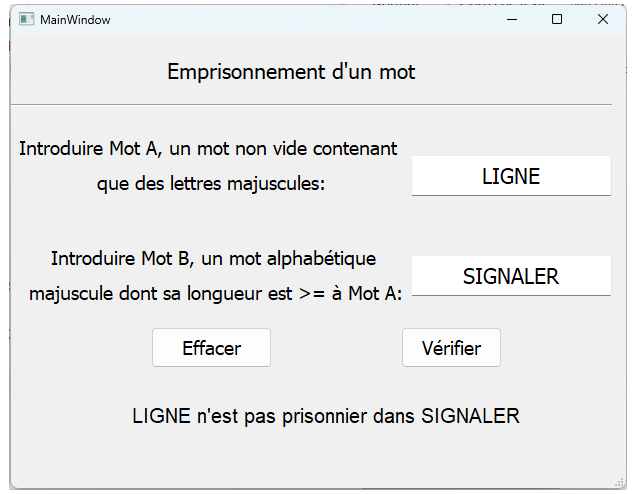 MainWindow
Emprisonnement d'un mot
Introduire Mot A, un mot non vide contenant
que des lettres majuscules:
LIGNE
Introduire Mot B, un mot alphabétique
majuscule dont sa longueur est >= à Mot A:
SIGNALER
Effacer
Vérifier
LIGNE n'est pas prisonnier dans SIGNALER